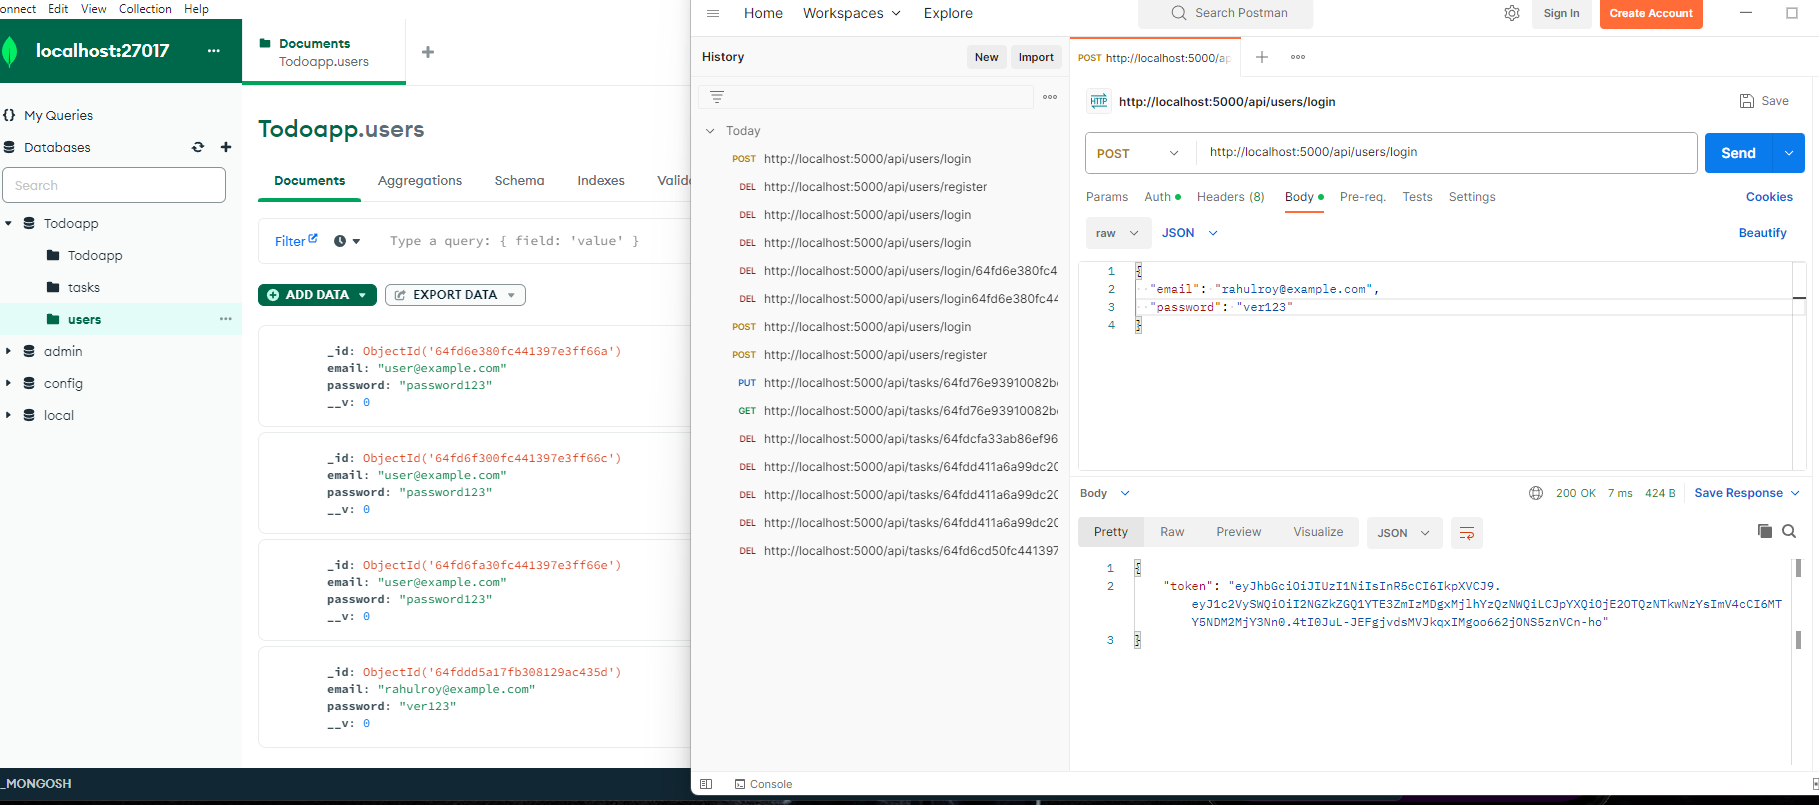 onnect Edit View Collection Help
localhost:27017 ...
My Queries
Databases
Search
Todoapp
Todoapp
tasks
users
admin
config
local
Documents
Todoapp.users
Todoapp.users
Documents Aggregations Schema Indexes Valida
Filter Type a query: { field: 'value' }
ADD DATA EXPORT DATA
_id: ObjectId('64fd6e380fc441397e3ff66a')
email: "user@example.com"
password: "password123"
__v: 0
_id: ObjectId('64fd6f300fc441397e3ff66c')
email: "user@example.com"
password: "password123"
__v: 0
_id: ObjectId('64fd6fa30fc441397e3ff66e')
email: "user@example.com"
password: "password123"
__v: 0
_id: ObjectId('64fddd5a17fb308129ac435d')
email: "rahulroy@example.com"
password: "ver123"
__v: 0
_MONGOSH
Home Workspaces Explore Search Postman Sign In Create Account
History New Import
Today
POST http://localhost:5000/api/users/login
DEL http://localhost:5000/api/users/register
DEL http://localhost:5000/api/users/login
DEL http://localhost:5000/api/users/login
DEL http://localhost:5000/api/users/login/64fd6e380fc4
DEL http://localhost:5000/api/users/login64fd6e380fc44
POST http://localhost:5000/api/users/login
POST http://localhost:5000/api/users/register
PUT http://localhost:5000/api/tasks/64fd76e93910082b
GET http://localhost:5000/api/tasks/64fd76e93910082b
DEL http://localhost:5000/api/tasks/64fdcfa33ab86ef96
DEL http://localhost:5000/api/tasks/64fdd411a6a99dc20
DEL http://localhost:5000/api/tasks/64fdd411a6a99dc20
DEL http://localhost:5000/api/tasks/64fdd411a6a99dc20
DEL http://localhost:5000/api/tasks/64fd6cd50fc441397
Console
POST http://localhost:5000/ap
HTTP http://localhost:5000/api/users/login Save
POST http://localhost:5000/api/users/login Send
Params Auth Headers (8) Body Pre-req. Tests Settings Cookies
raw JSON Beautify
1 {
2 "email": "rahulroy@example.com",
3 "password": "ver123"
4 }
Body 200 OK 7 ms 424 B Save Response
Pretty Raw Preview Visualize JSON
1 {
2 "token": "eyJhbGciOiJIUzI1NiIsInR5cCI6IkpXVCJ9.
eyJ1c2VySWQiOiI2NGZkZGQ1YTE3ZmIzMDgxMjlhYzQzNWQiLCJpYXQiOjE2OTQzNTkwNzYsImV4cCI6MT
Y5NDM2MjY3Nn0.4tI0JuL-JEFgjvdsMVJkqxIMgoo662jONS5znVCn-ho"
3 }